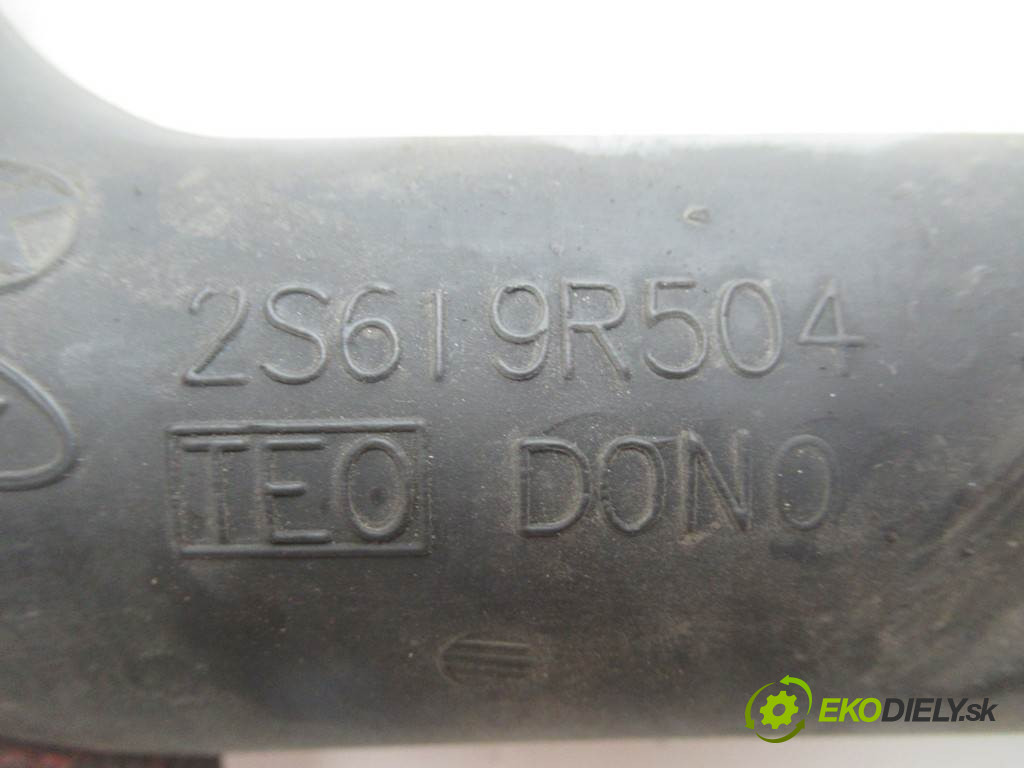 2S619R504
TEO DONO
EKODIELY.sk